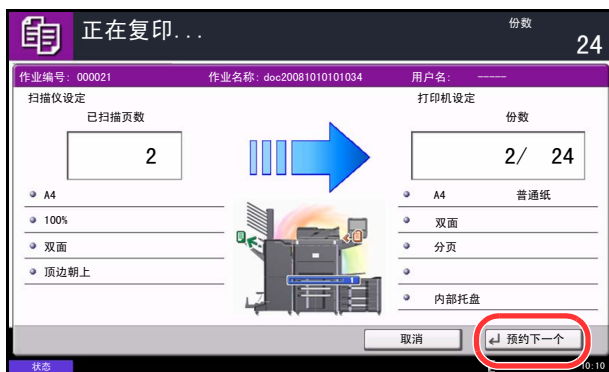 正在复印...
份数
24
作业编号: 000021 作业名称: doc20081010101034 用户名: -----
扫描仪设定 打印机设定
已扫描页数 份数
2 2/ 24
A4 A4 普通纸
100% 双面
双面 分页
顶边朝上
内部托盘
取消 预约下一个
状态 10:10